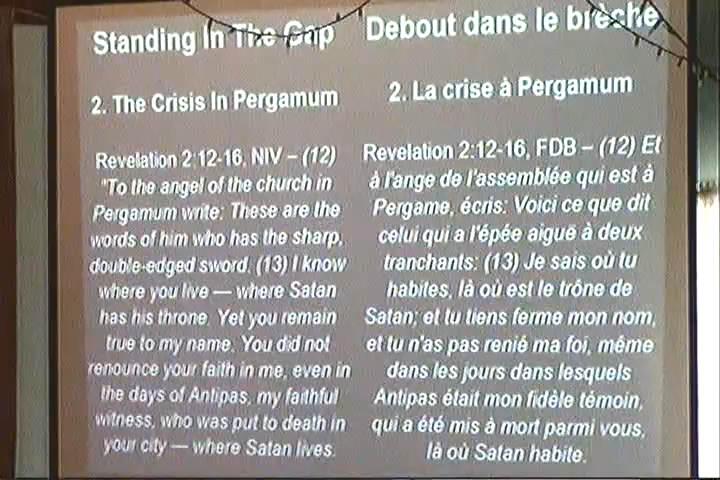 Standing In The Gap
2. The Crisis In Pergamum
Revelation 2:12-16, NIV – (12)
"To the angel of the church in
Pergamum write: These are the
words of him who has the sharp,
double-edged sword. (13) I know
where you live — where Satan
has his throne. Yet you remain
true to my name. You did not
renounce your faith in me, even in
the days of Antipas, my faithful
witness, who was put to death in
your city — where Satan lives.
Debout dans le brèche
2. La crise à Pergamum
Revelation 2:12-16, FDB – (12) Et
à l'ange de l'assemblée qui est à
Pergame, écris: Voici ce que dit
celui qui a l'épée aiguë à deux
tranchants: (13) Je sais où tu
habites, là où est le trône de
Satan; et tu tiens ferme mon nom,
et tu n'as pas renié ma foi, même
dans les jours dans lesquels
Antipas était mon fidèle témoin,
qui a été mis à mort parmi vous,
là où Satan habite.